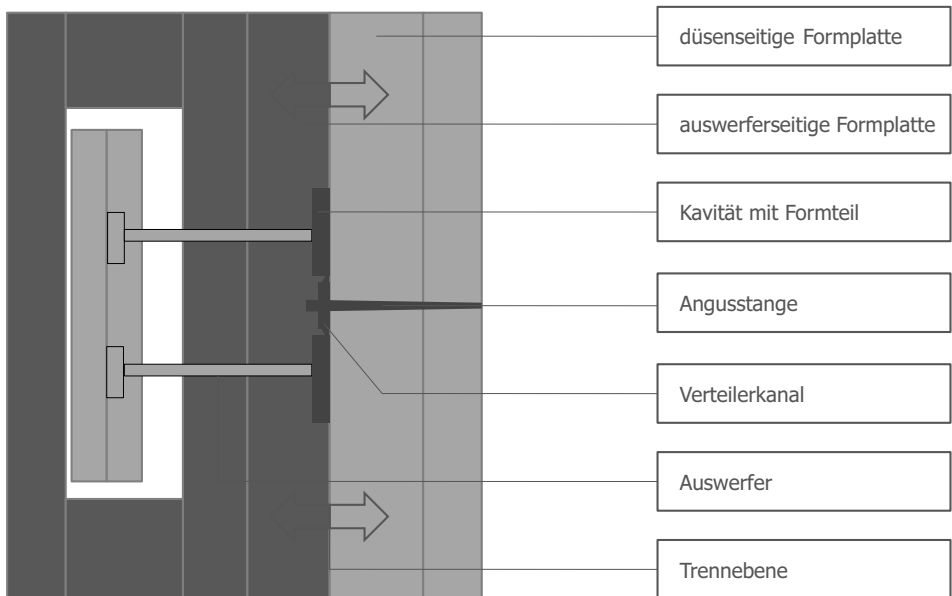 düsenseitige Formplatte
auswerferseitige Formplatte
Kavität mit Formteil
Angusstange
Verteilerkanal
Auswerfer
Trennebene